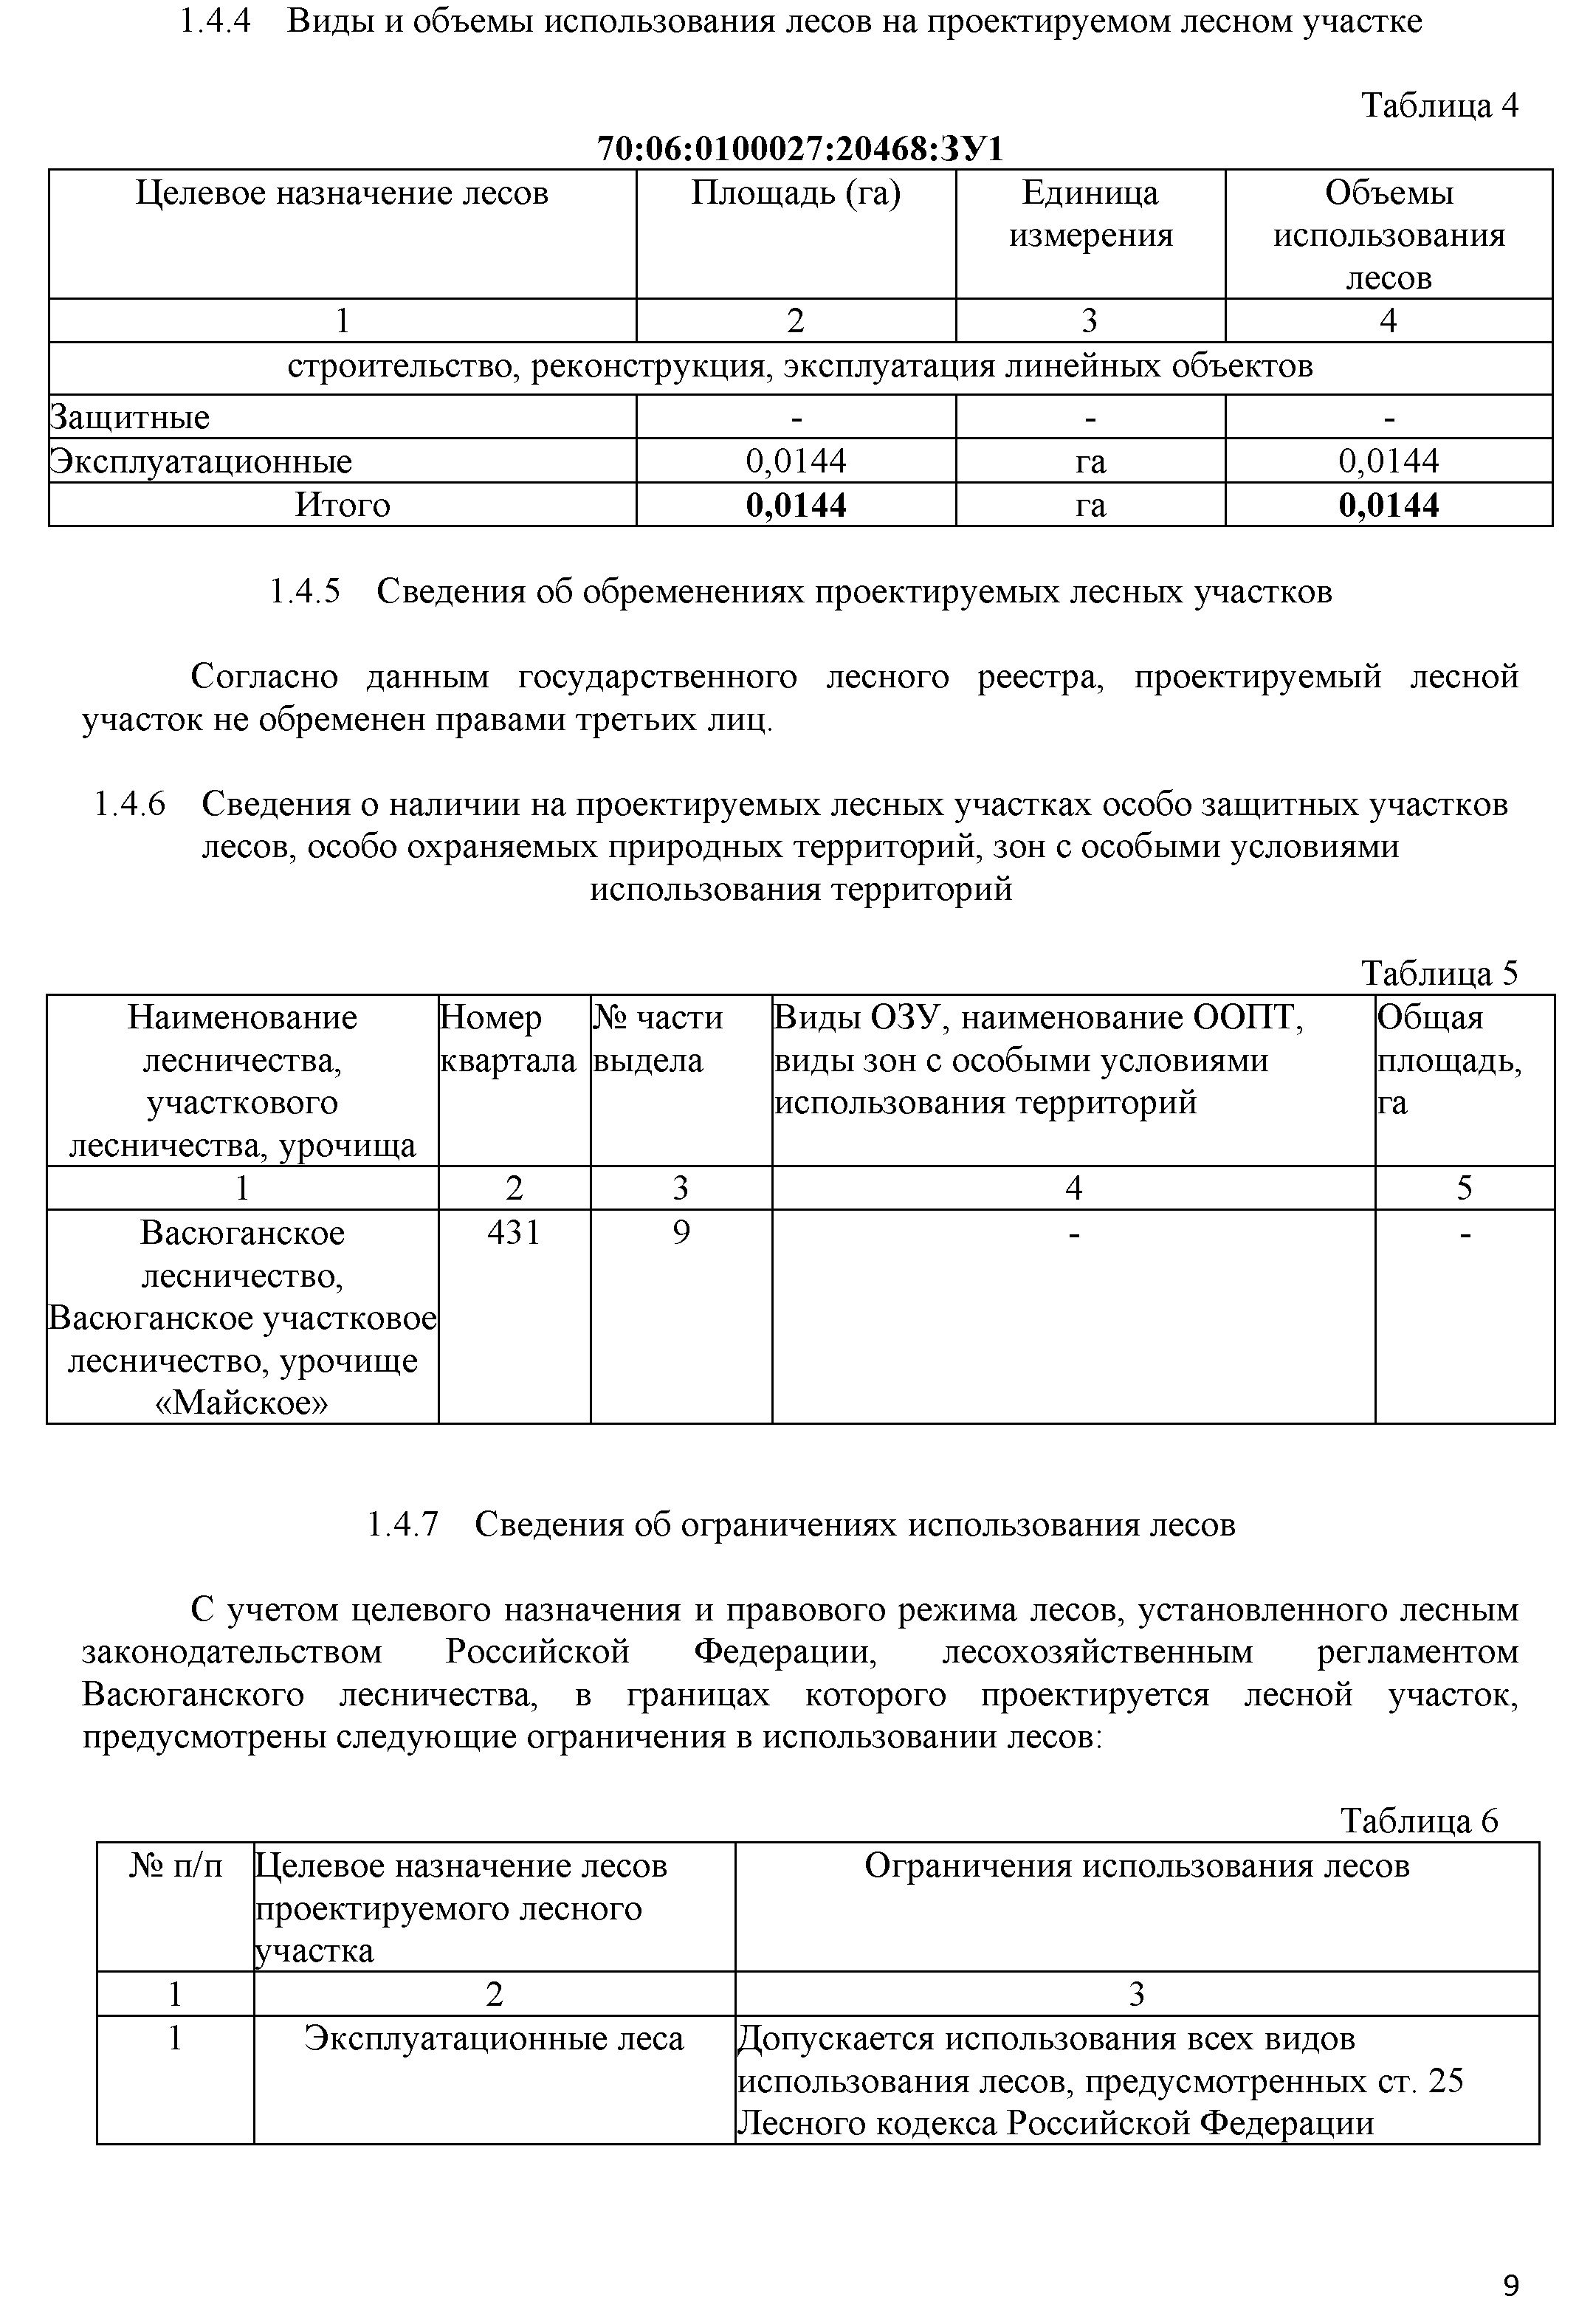 1.4.4 Виды и объемы использования лесов на проектируемом лесном участке
Таблица 4
70:06:0100027:20468:ЗУ1
Целевое назначение лесов
Площадь (га)
Единица
измерения
Объемы
использования
лесов
1 2 3 4
строительство, реконструкция, эксплуатация линейных объектов
Защитные - - -
Эксплуатационные 0,0144 га 0,0144
Итого 0,0144 га 0,0144
1.4.5 Сведения об обременениях проектируемых лесных участков
Согласно данным государственного лесного реестра, проектируемый лесной
участок не обременен правами третьих лиц.
1.4.6 Сведения о наличии на проектируемых лесных участках особо защитных участков
лесов, особо охраняемых природных территорий, зон с особыми условиями
использования территорий
Таблица 5
Наименование
лесничества,
участкового
лесничества, урочища
Номер
квартала
№ части
выдела
Виды ОЗУ, наименование ООПТ,
виды зон с особыми условиями
использования территорий
Общая
площадь,
га
1 2 3 4 5
Васюганское
лесничество,
Васюганское участковое
лесничество, урочище
«Майское»
431 9 - -
1.4.7 Сведения об ограничениях использования лесов
С учетом целевого назначения и правового режима лесов, установленного лесным
законодательством Российской Федерации, лесохозяйственным регламентом
Васюганского лесничества, в границах которого проектируется лесной участок,
предусмотрены следующие ограничения в использовании лесов:
Таблица 6
№ п/п
Целевое назначение лесов
проектируемого лесного
участка
Ограничения использования лесов
1 2 3
1 Эксплуатационные леса
Допускается использования всех видов
использования лесов, предусмотренных ст. 25
Лесного кодекса Российской Федерации
9